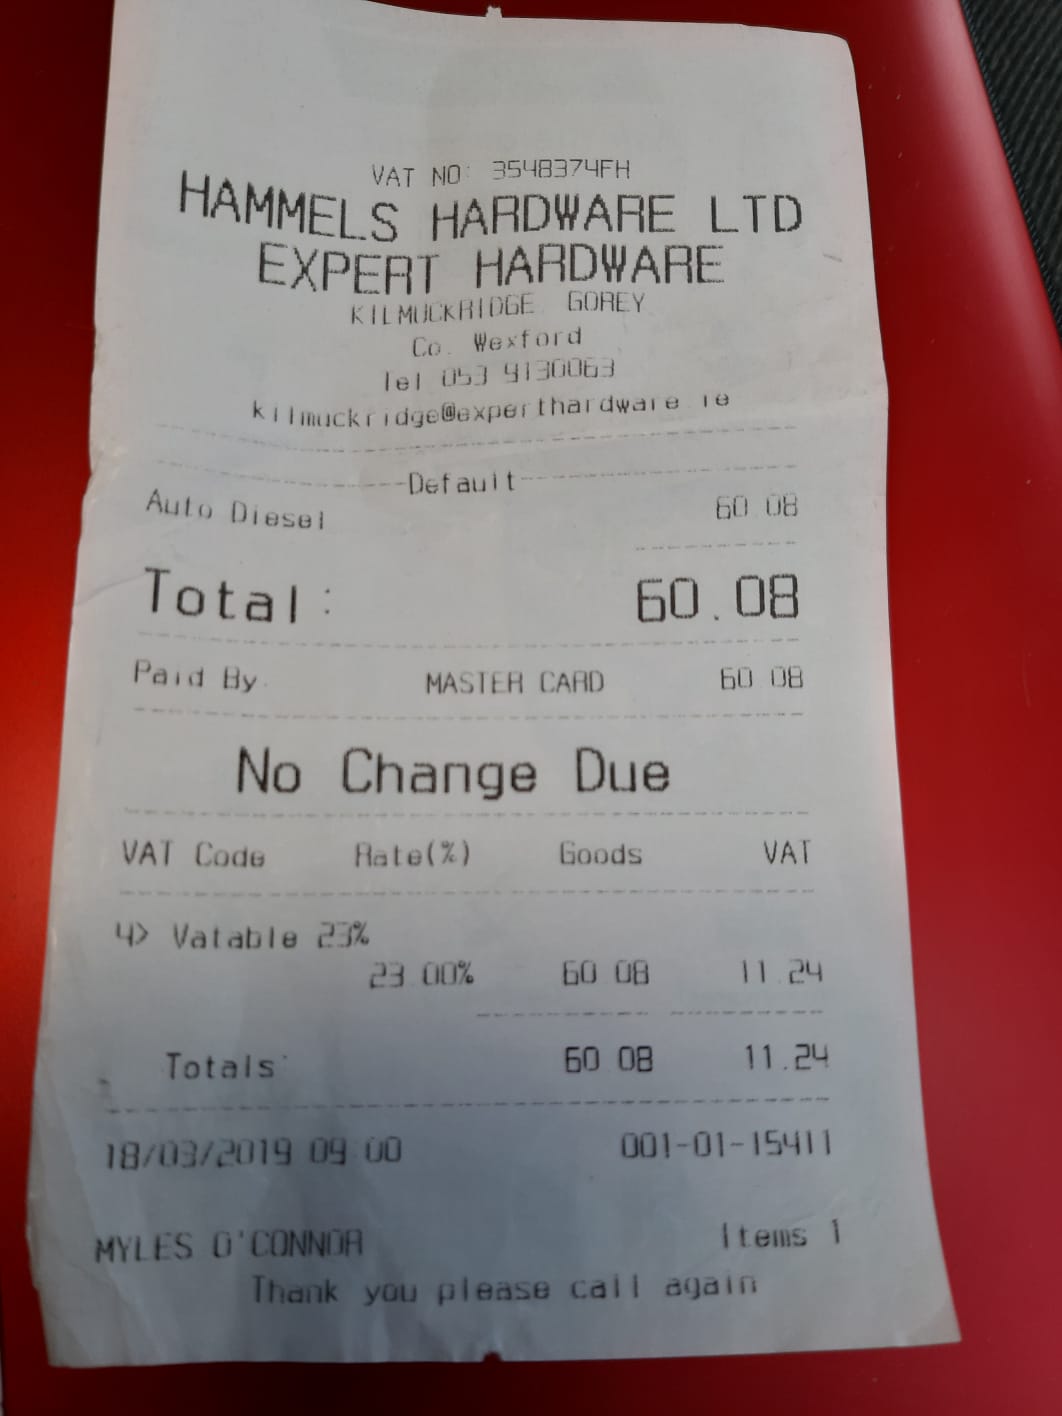 VAT NO: 3548374FH
HAMMELS HARDWARE LTD
EXPERT HARDWARE
KILMUCKRIDGE GOREY
Co. Wexford
Tel 053 9130063
kilmuckridge@experthardware.ie
Default
Auto Diesel 60.08
Total: 60.08
Paid By MASTER CARD 60.08
No Change Due
VAT Code Rate(%) Goods VAT
4> Vatable 23%
23.00% 60.08 11.24
Totals 60.08 11.24
18/03/2019 09:00 001-01-15411
MYLES O'CONNOR Items 1
Thank you please call again